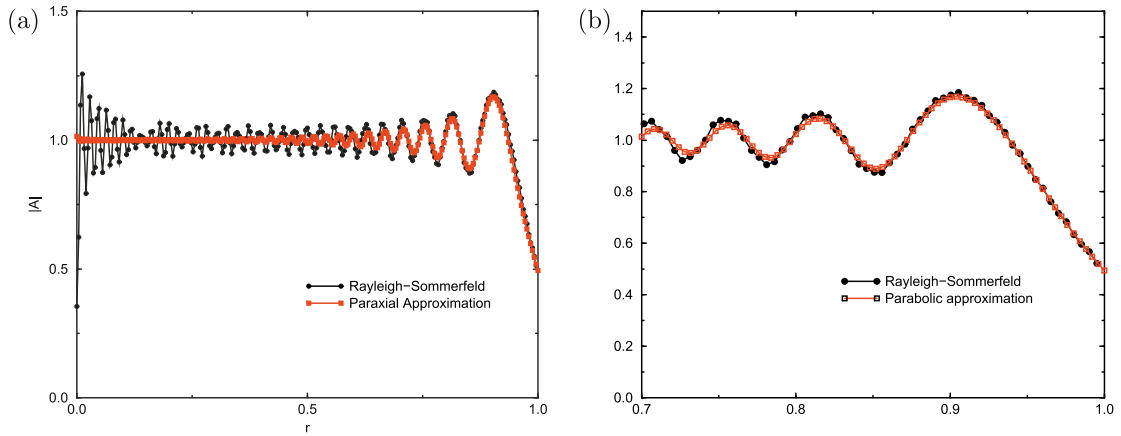 (a)
1.5
1.0
0.5
0.0
|A|
Rayleigh−Sommerfeld
Paraxial Approximation
0.0
0.5
1.0
r
(b)
1.4
1.2
1.0
0.8
0.6
0.4
0.2
0.0
Rayleigh−Sommerfeld
Parabolic approximation
0.7
0.8
0.9
1.0